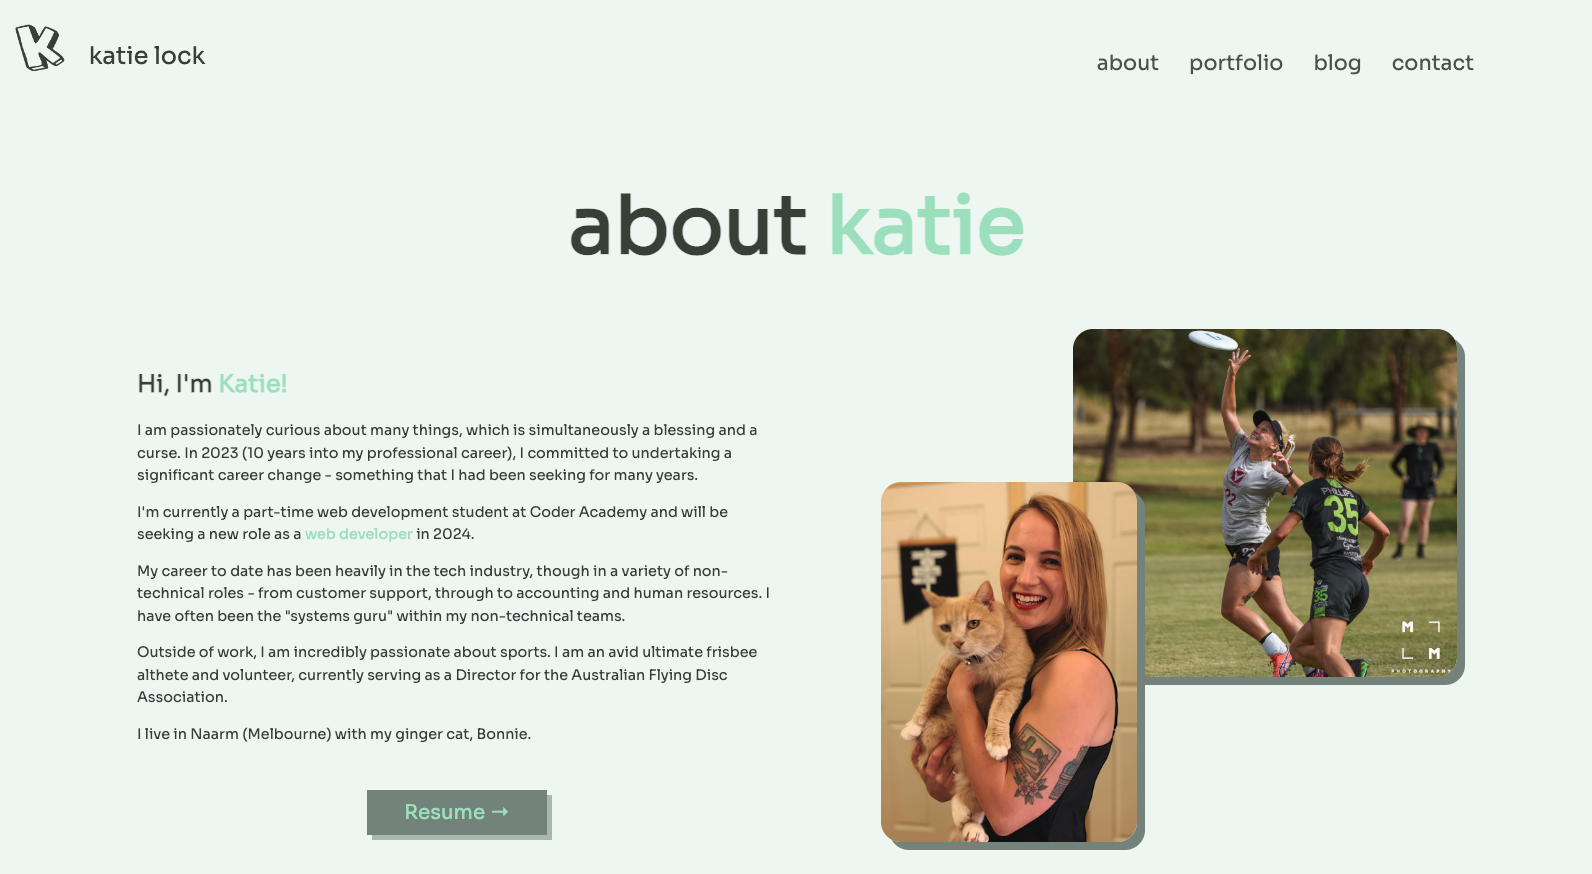 K
katie lock
about portfolio blog contact
about katie
Hi, I'm Katie!
I am passionately curious about many things, which is simultaneously a blessing and a
curse. In 2023 (10 years into my professional career), I committed to undertaking a
significant career change - something that I had been seeking for many years.
I'm currently a part-time web development student at Coder Academy and will be
seeking a new role as a web developer in 2024.
My career to date has been heavily in the tech industry, though in a variety of non-
technical roles - from customer support, through to accounting and human resources. I
have often been the "systems guru" within my non-technical teams.
Outside of work, I am incredibly passionate about sports. I am an avid ultimate frisbee
althete and volunteer, currently serving as a Director for the Australian Flying Disc
Association.
I live in Naarm (Melbourne) with my ginger cat, Bonnie.
Resume →
PHILLIPS
35
35
M
M
PHOTOGRAPHY